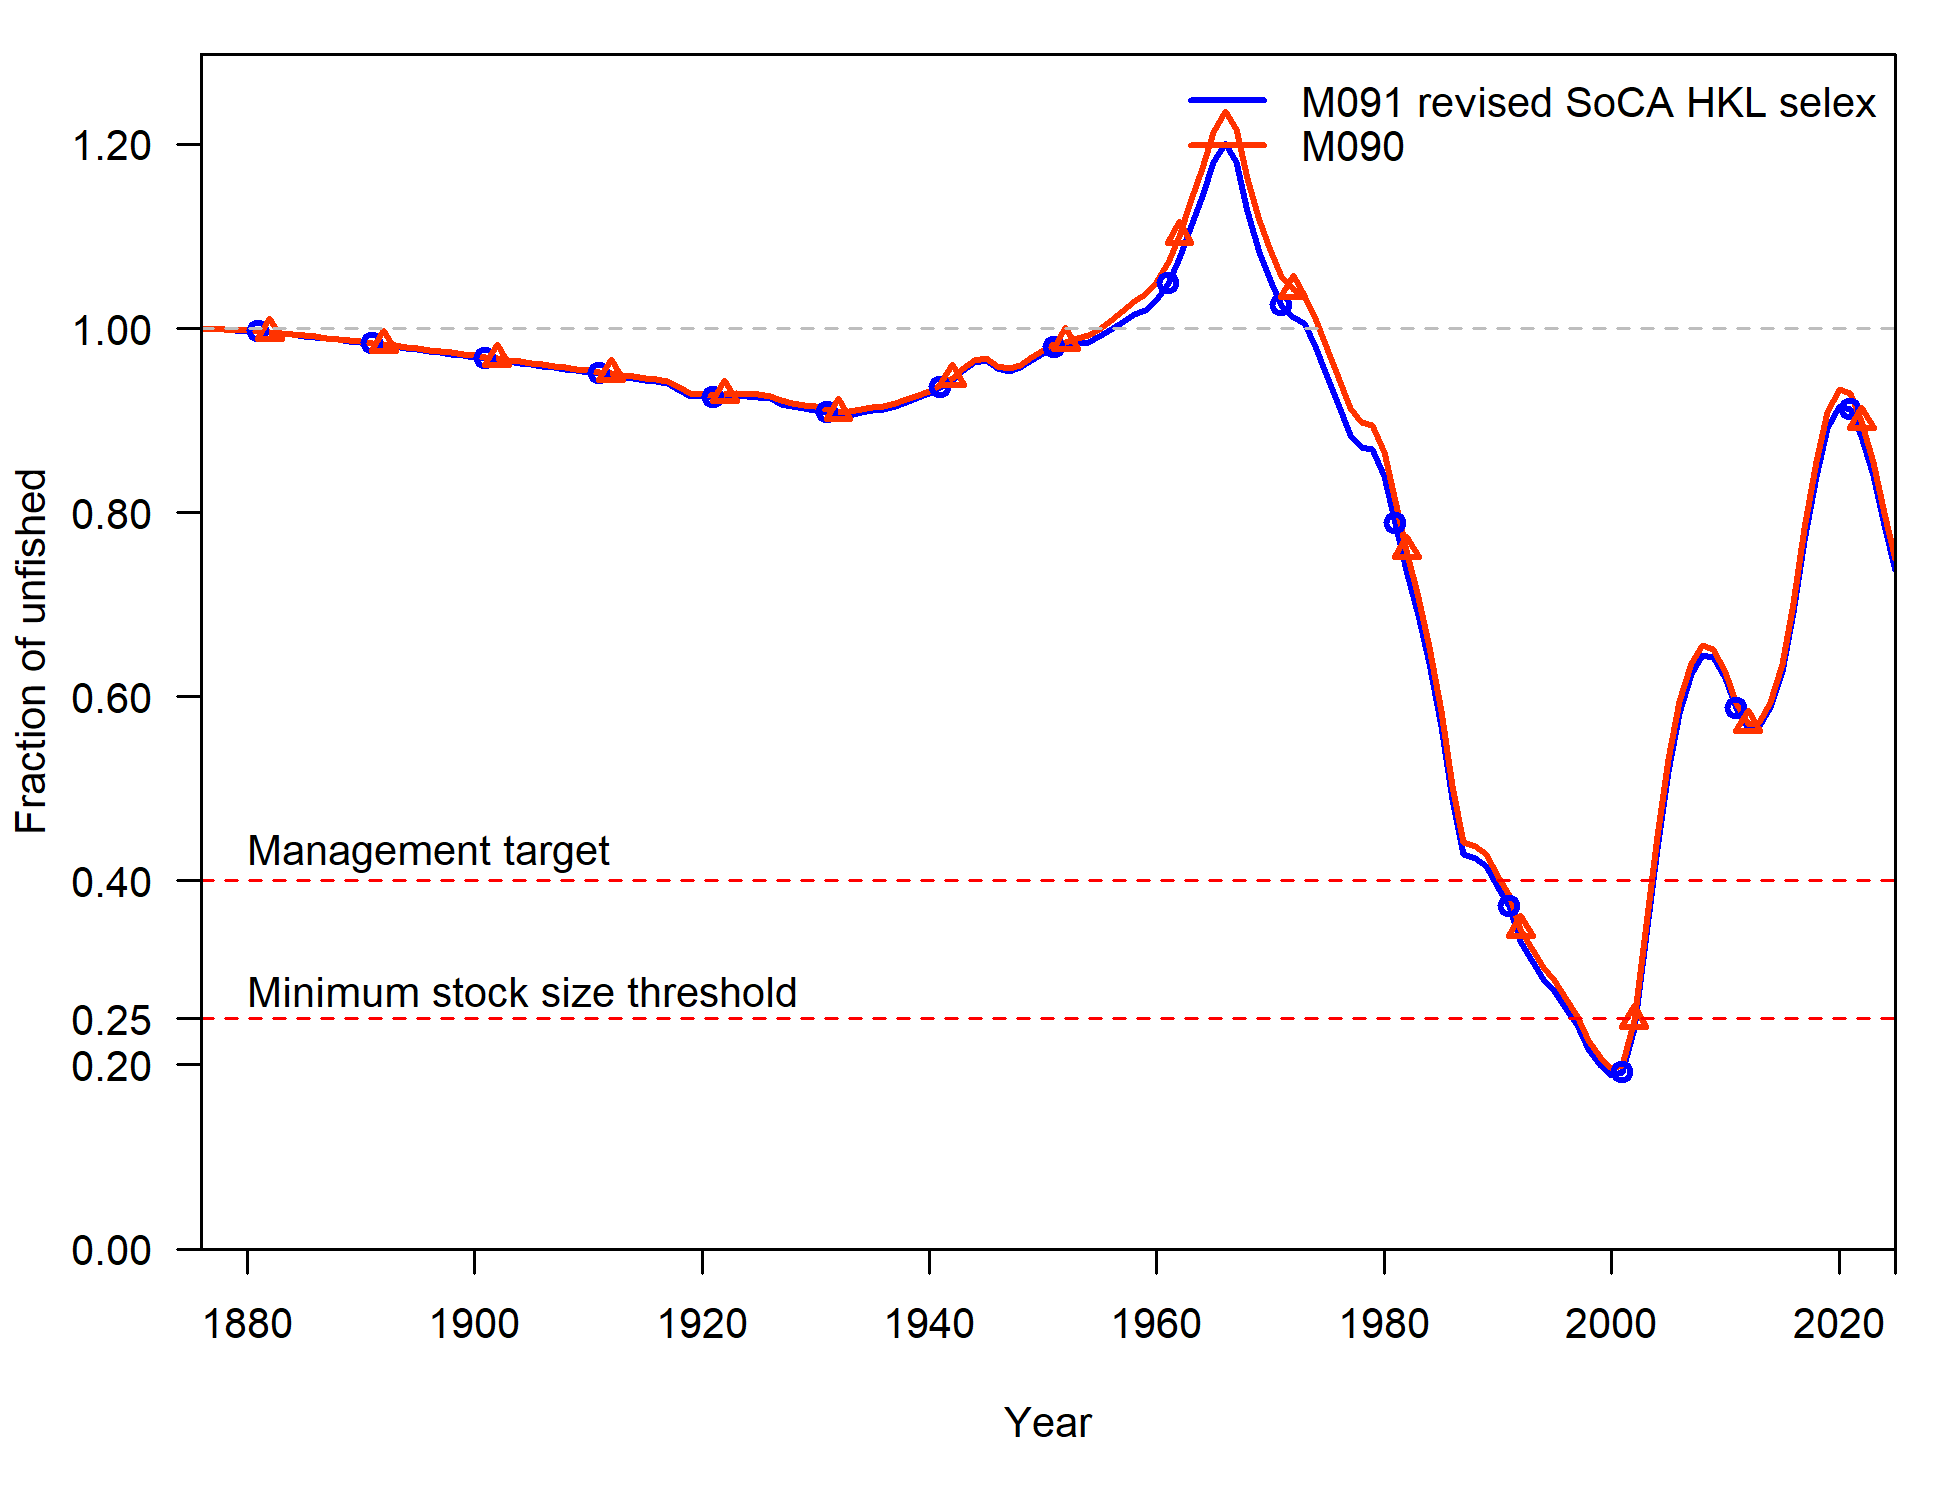 M091 revised SoCA HKL selex
M090
1.20
1.00
0.80
0.60
0.40
0.25
0.20
0.00
Fraction of unfished
Management target
Minimum stock size threshold
1880 1900 1920 1940 1960 1980 2000 2020
Year